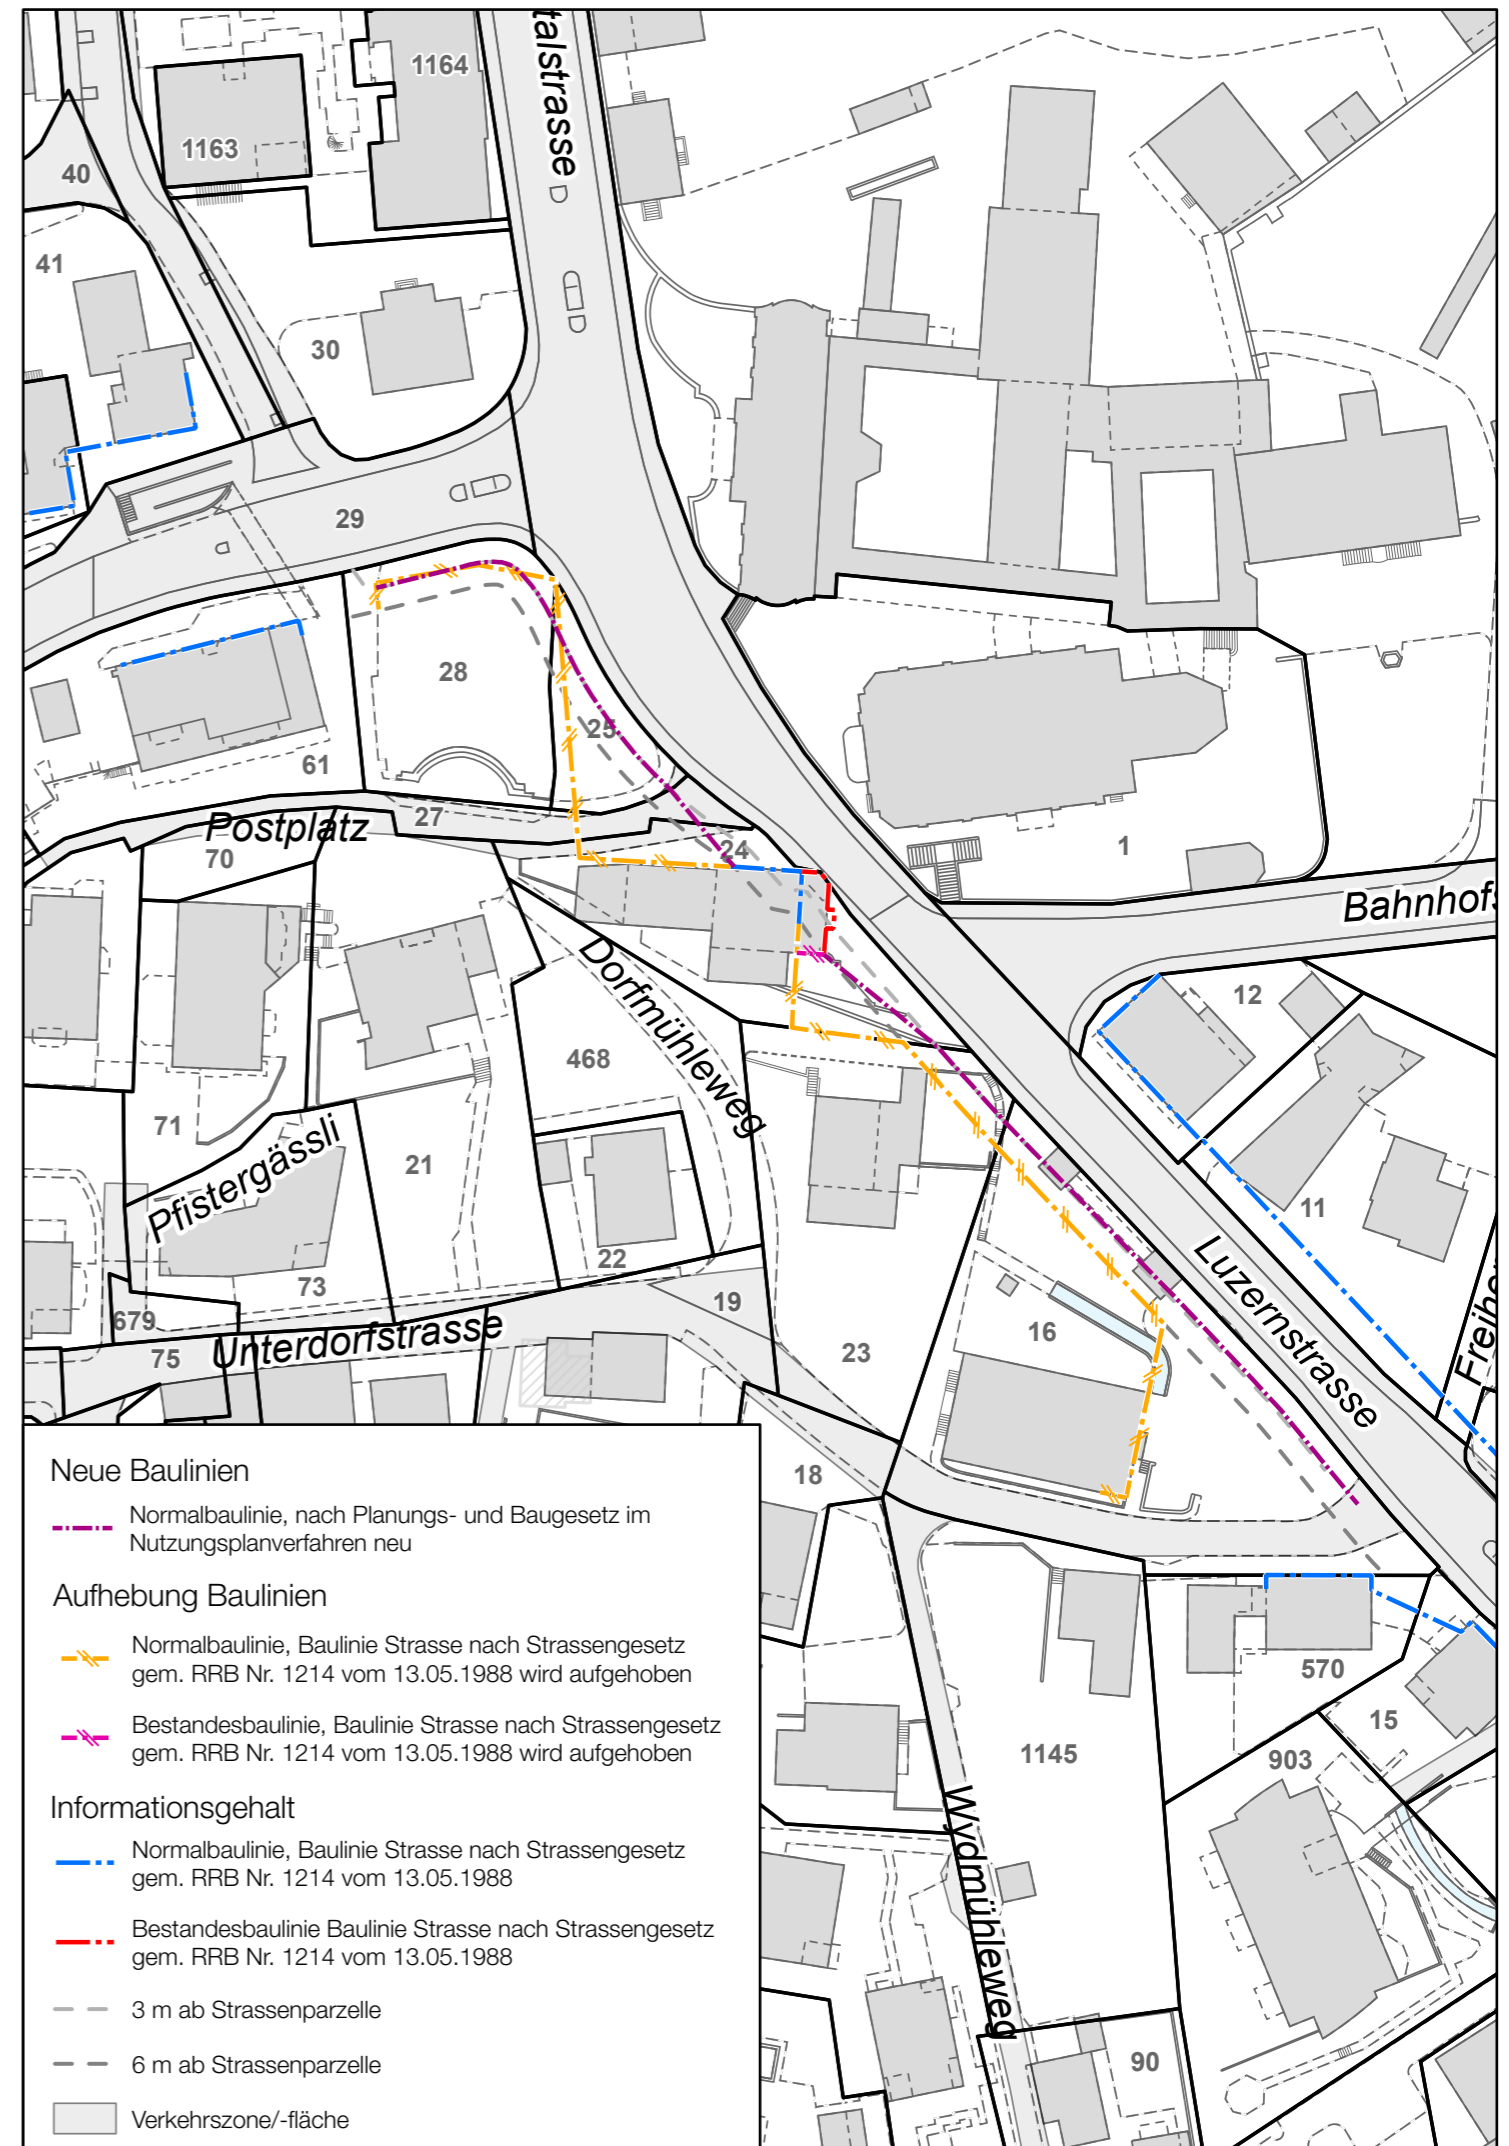 talstrasse
1164
1163
40
41
30
29
28
25
61
27
Postplatz
70
24
1
Bahnhofs
12
Dorfmühleweg
468
71
Pfistergässli
21
11
22
73
679
19
Luzernstrasse
16
23
Unterdorfstrasse
75
Freiho
18
570
15
1145
903
Wydmühleweg
90
Neue Baulinien
Normalbaulinie, nach Planungs- und Baugesetz im
Nutzungsplanverfahren neu
Aufhebung Baulinien
Normalbaulinie, Baulinie Strasse nach Strassengesetz
gem. RRB Nr. 1214 vom 13.05.1988 wird aufgehoben
Bestandesbaulinie, Baulinie Strasse nach Strassengesetz
gem. RRB Nr. 1214 vom 13.05.1988 wird aufgehoben
Informationsgehalt
Normalbaulinie, Baulinie Strasse nach Strassengesetz
gem. RRB Nr. 1214 vom 13.05.1988
Bestandesbaulinie Baulinie Strasse nach Strassengesetz
gem. RRB Nr. 1214 vom 13.05.1988
3 m ab Strassenparzelle
6 m ab Strassenparzelle
Verkehrszone/-fläche